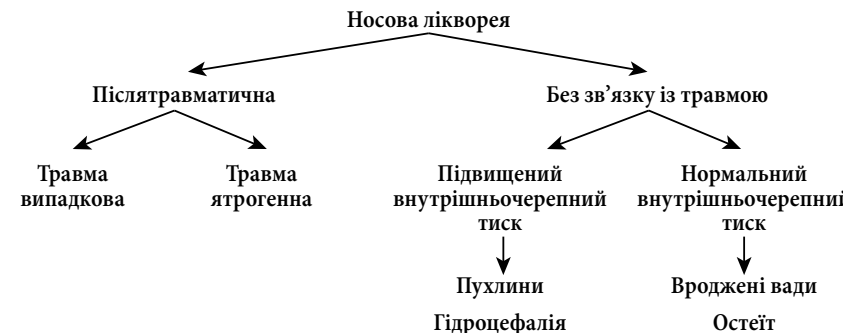 Носова лікворея
Післятравматична
Без зв’язку із травмою
Травма
випадкова
Травма
ятрогенна
Підвищений
внутрішньочерепний
тиск
Нормальний
внутрішньочерепний
тиск
Пухлини
Гідроцефалія
Вроджені вади
Остеїт